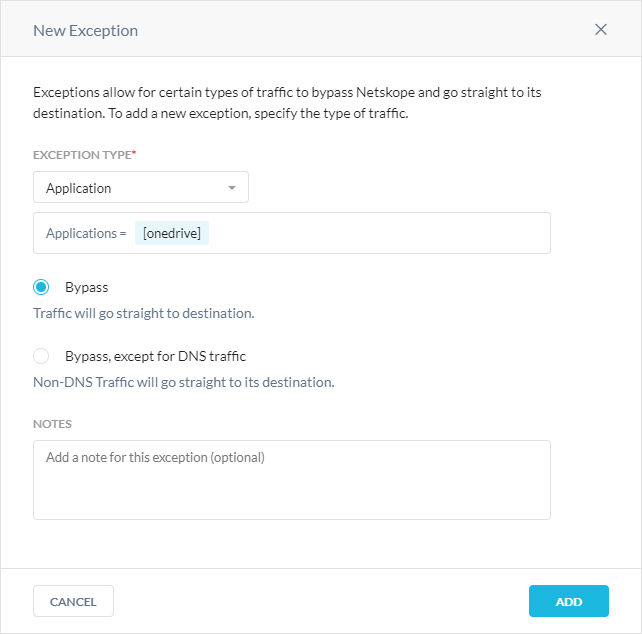 New Exception
Exceptions allow for certain types of traffic to bypass Netskope and go straight to its
destination. To add a new exception, specify the type of traffic.
EXCEPTION TYPE*
Application
Applications = [onedrive]
Bypass
Traffic will go straight to destination.
Bypass, except for DNS traffic
Non-DNS Traffic will go straight to its destination.
NOTES
Add a note for this exception (optional)
CANCEL ADD